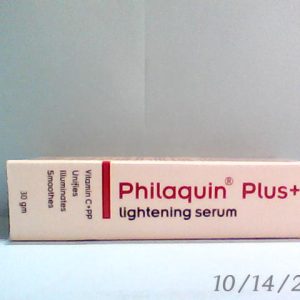 Philaquin® Plus+
lightening serum
Vitamin C+PP
Unifies
illuminates
Smoothes
30 gm
10/14/2